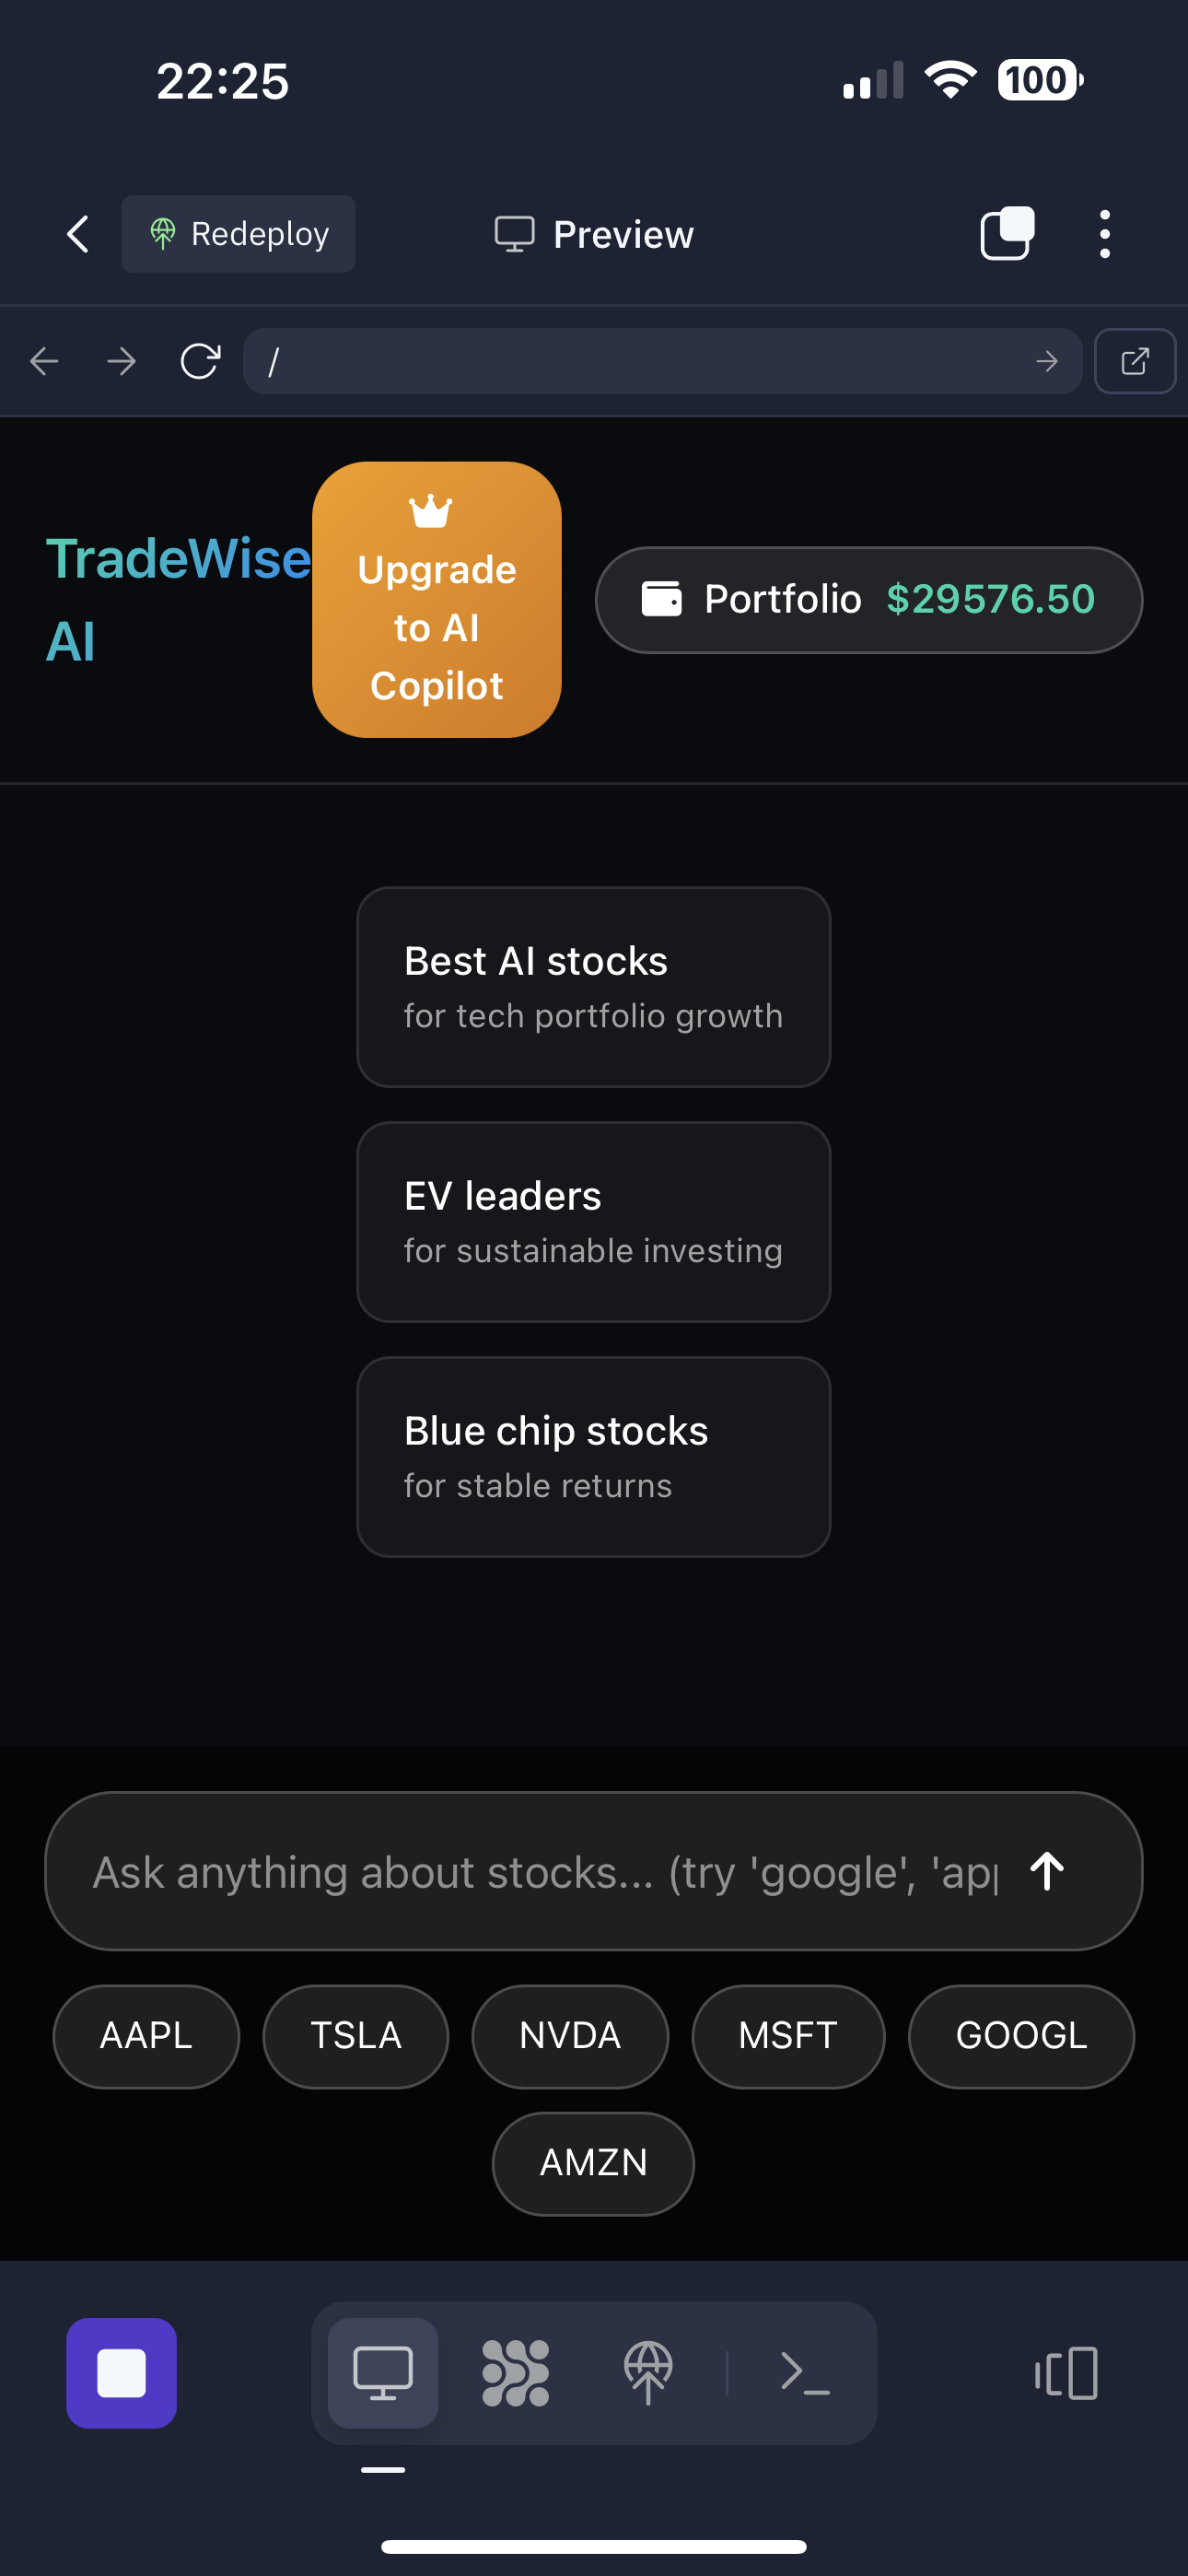 22:25
100
Redeploy
Preview
/
TradeWise
AI
Upgrade
to AI
Copilot
Portfolio $29576.50
Best AI stocks
for tech portfolio growth
EV leaders
for sustainable investing
Blue chip stocks
for stable returns
Ask anything about stocks... (try 'google', 'app
AAPL
TSLA
NVDA
MSFT
GOOGL
AMZN